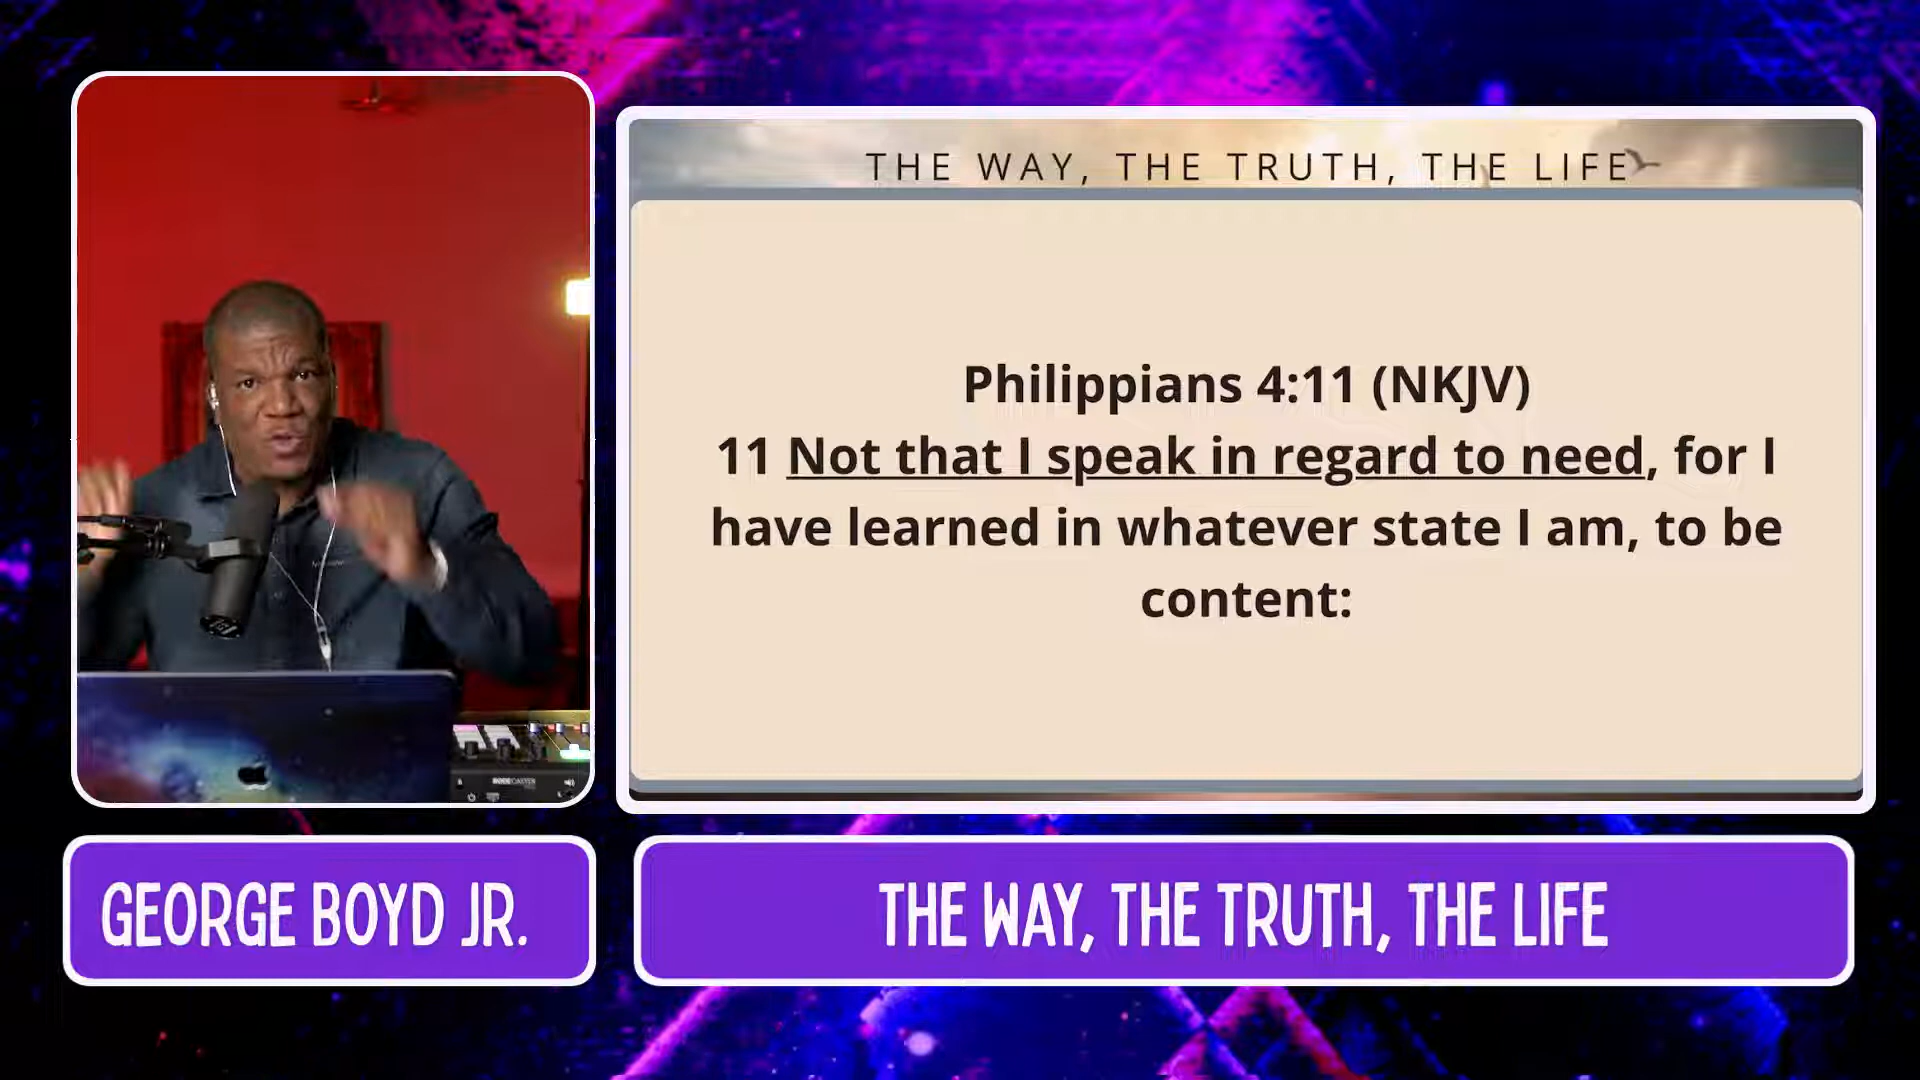 THE WAY, THE TRUTH, THE LIFE
Philippians 4:11 (NKJV)
11 Not that I speak in regard to need, for I
have learned in whatever state I am, to be
content:
GEORGE BOYD JR.
THE WAY, THE TRUTH, THE LIFE